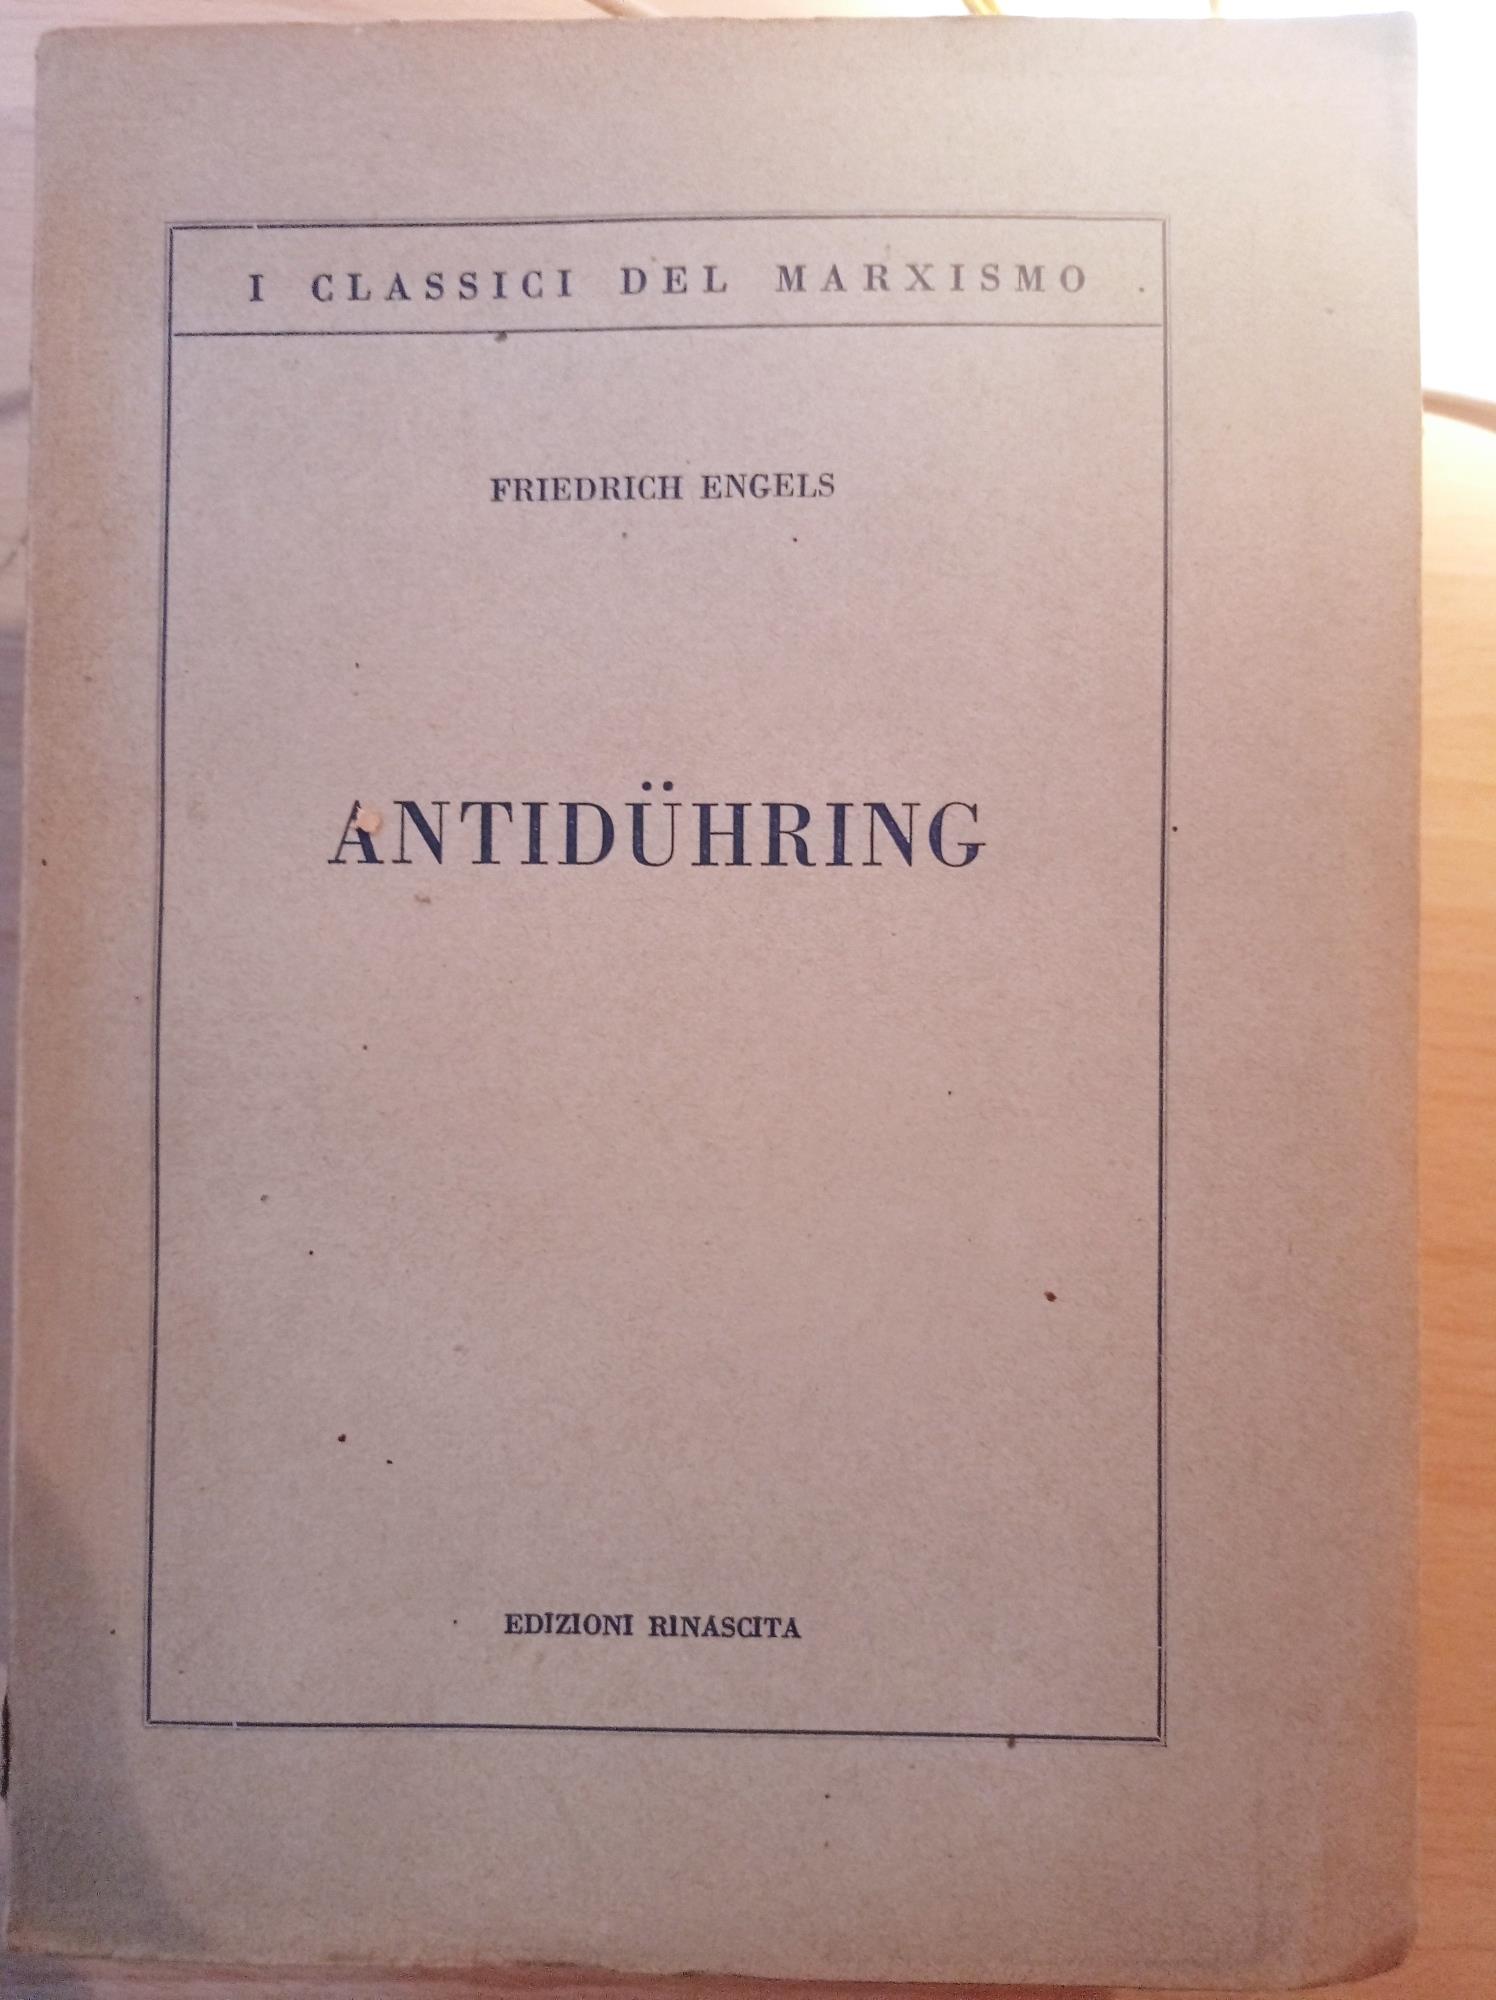 I CLASSICI DEL MARXISMO
FRIEDRICH ENGELS
ANTIDÜHRING
EDIZIONI RINASCITA